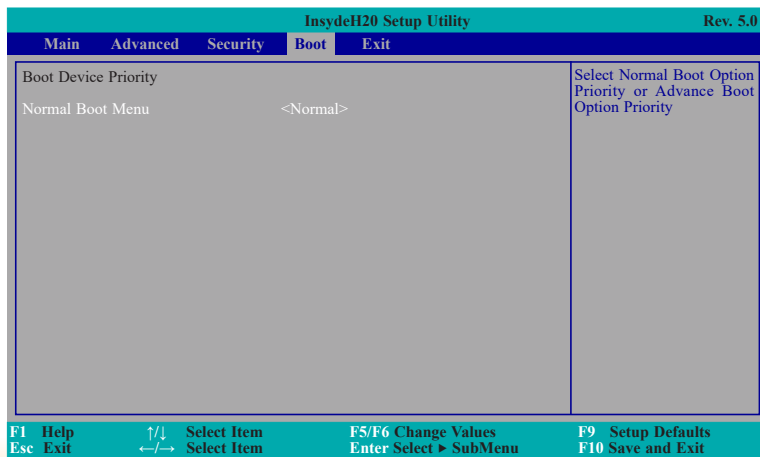 InsydeH20 Setup Utility Rev. 5.0
Main Advanced Security Boot Exit
Boot Device Priority
Normal Boot Menu <Normal>
Select Normal Boot Option
Priority or Advance Boot
Option Priority
F1 Help ↑/↓ Select Item F5/F6 Change Values F9 Setup Defaults
Esc Exit ←/→ Select Item Enter Select ► SubMenu F10 Save and Exit